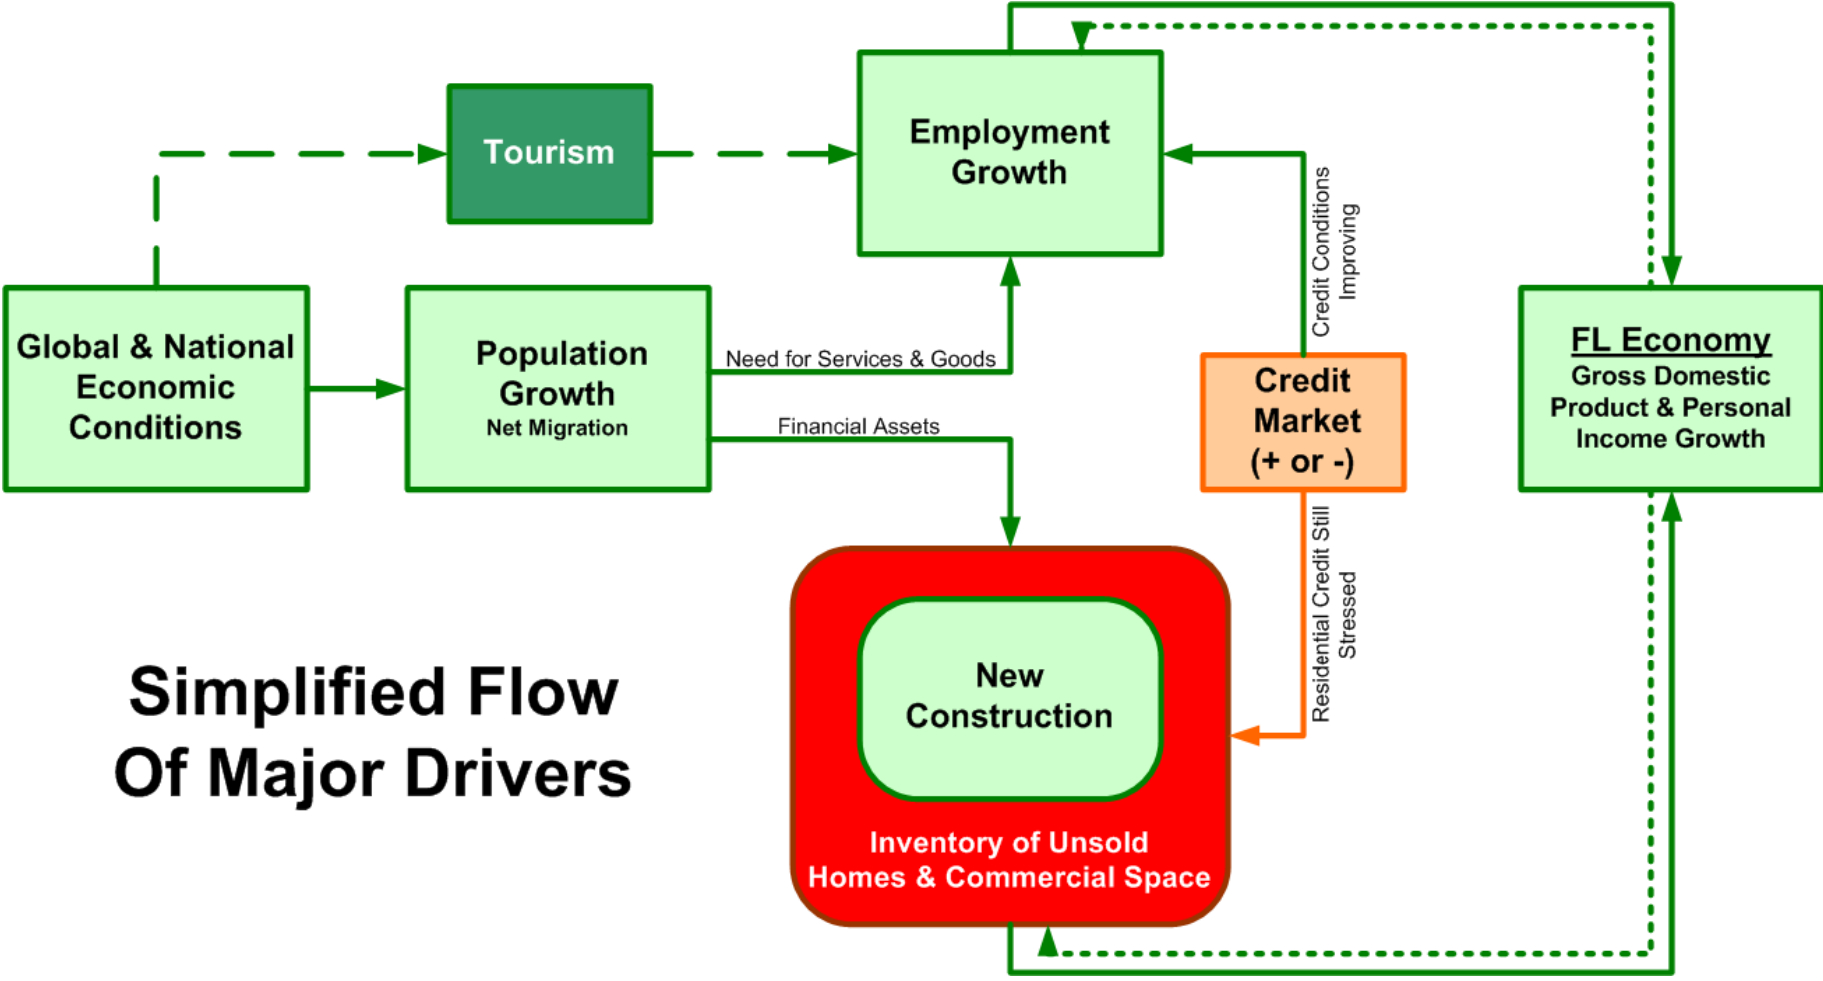 Tourism
Employment
Growth
Global & National
Economic
Conditions
Population
Growth
Net Migration
Need for Services & Goods
Financial Assets
Credit Conditions
Improving
Credit
Market
(+ or -)
Residential Credit Still
Stressed
FL Economy
Gross Domestic
Product & Personal
Income Growth
New
Construction
Inventory of Unsold
Homes & Commercial Space
Simplified Flow
Of Major Drivers